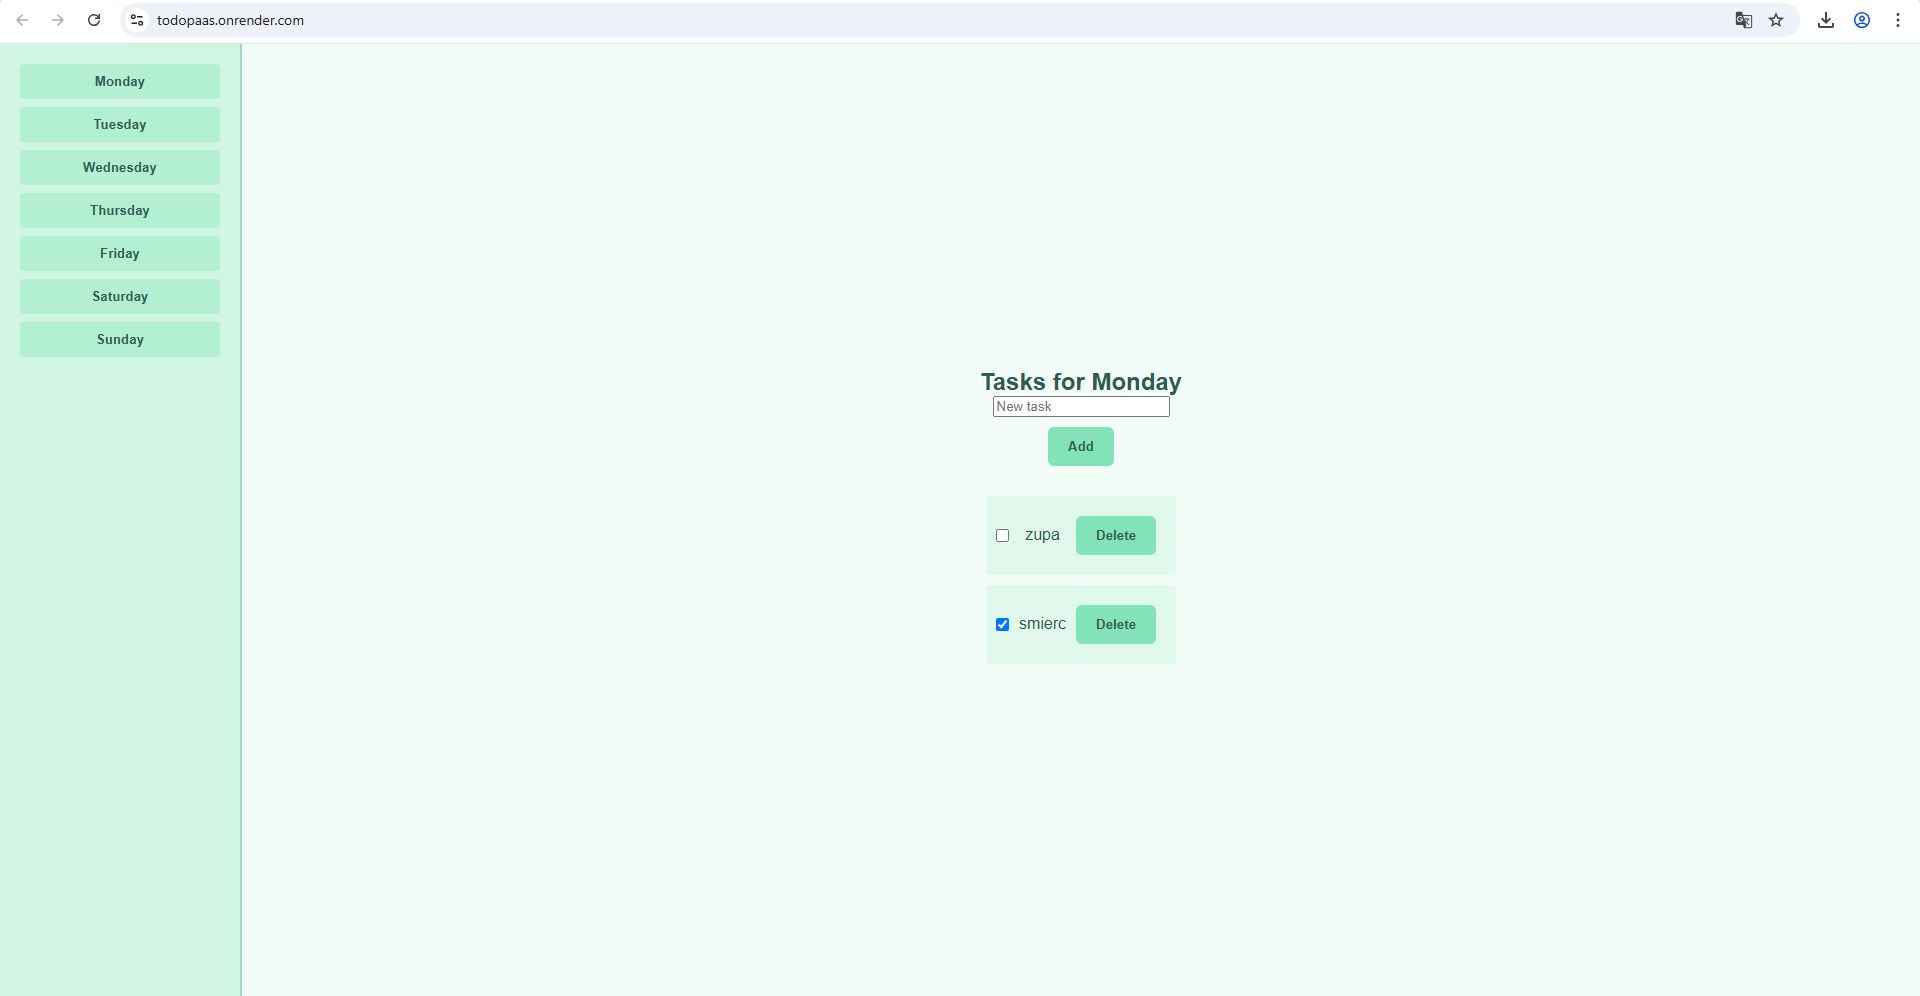 todopaas.onrender.com
Monday
Tuesday
Wednesday
Thursday
Friday
Saturday
Sunday
Tasks for Monday
New task
Add
zupa Delete
smierc Delete